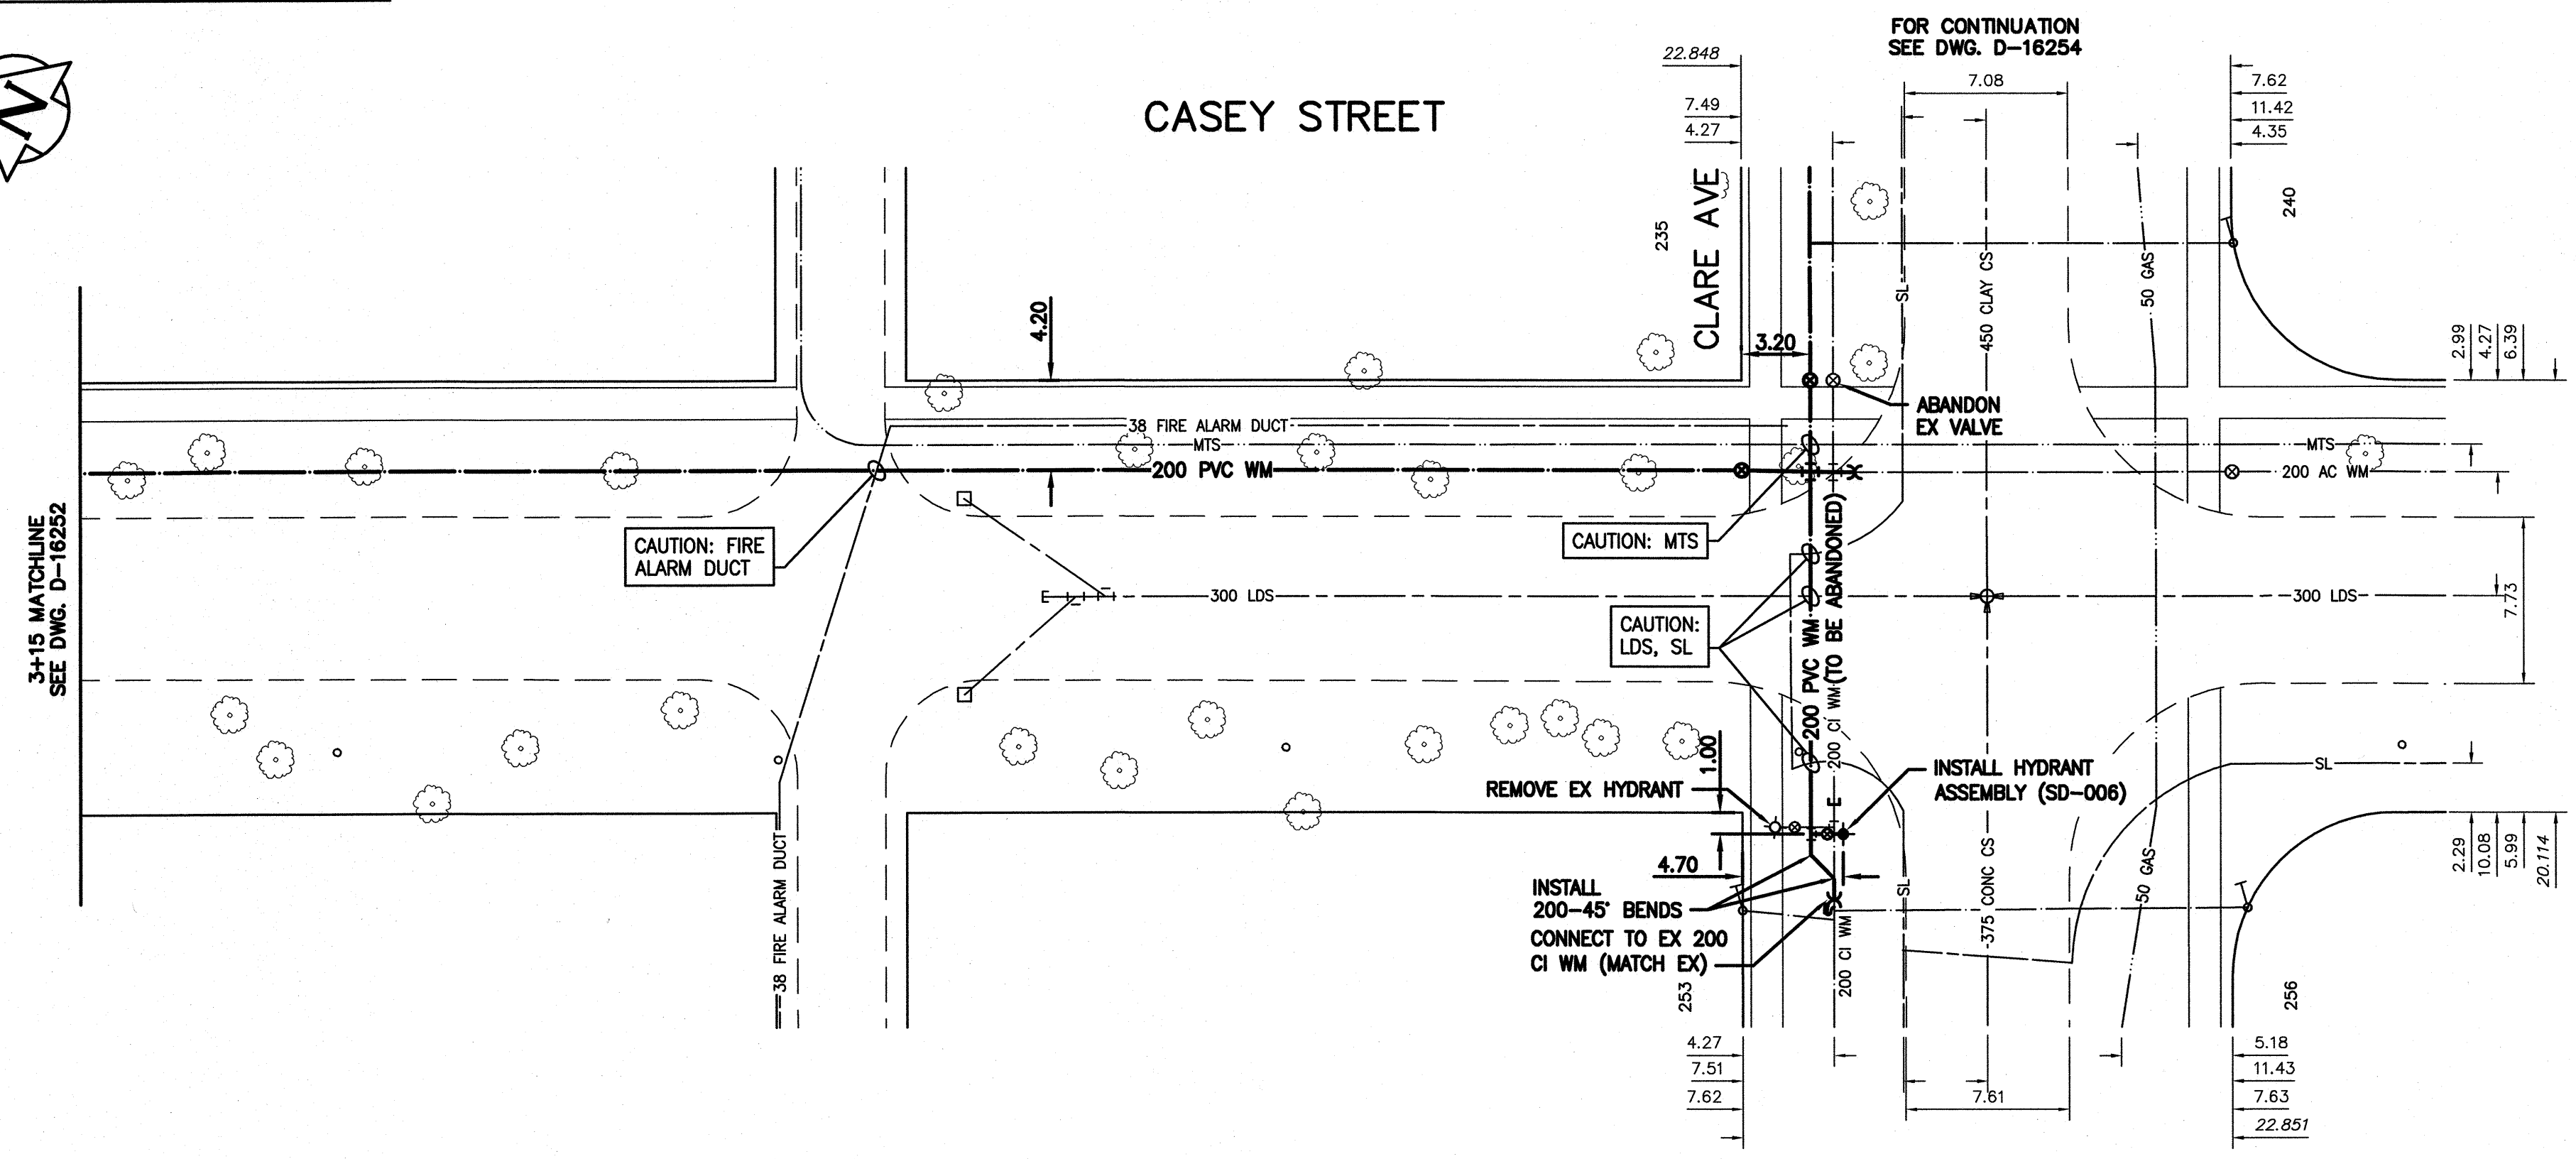 FOR CONTINUATION
SEE DWG. D-16254
22.848
7.08
7.62
7.49
11.42
4.27
4.35
N
CASEY STREET
CLARE AVE
235
240
SL
450 CLAY CS
50 GAS
4.20
3.20
2.99
4.27
6.39
ABANDON
EX VALVE
38 FIRE ALARM DUCT
MTS
MTS
200 PVC WM
200 AC WM
3+15 MATCHLINE
SEE DWG. D-16252
CAUTION: FIRE
ALARM DUCT
CAUTION: MTS
E
300 LDS
300 LDS
7.73
CAUTION:
LDS, SL
200 PVC WM
200 CI WM
(TO BE ABANDONED)
1.00
REMOVE EX HYDRANT
INSTALL HYDRANT
ASSEMBLY (SD-006)
SL
E
4.70
INSTALL
200-45° BENDS
CONNECT TO EX 200
CI WM (MATCH EX)
38 FIRE ALARM DUCT
200 CI WM
SL
375 CONC CS
50 GAS
2.29
10.08
5.99
20.114
253
256
4.27
5.18
7.51
11.43
7.62
7.61
7.63
22.851